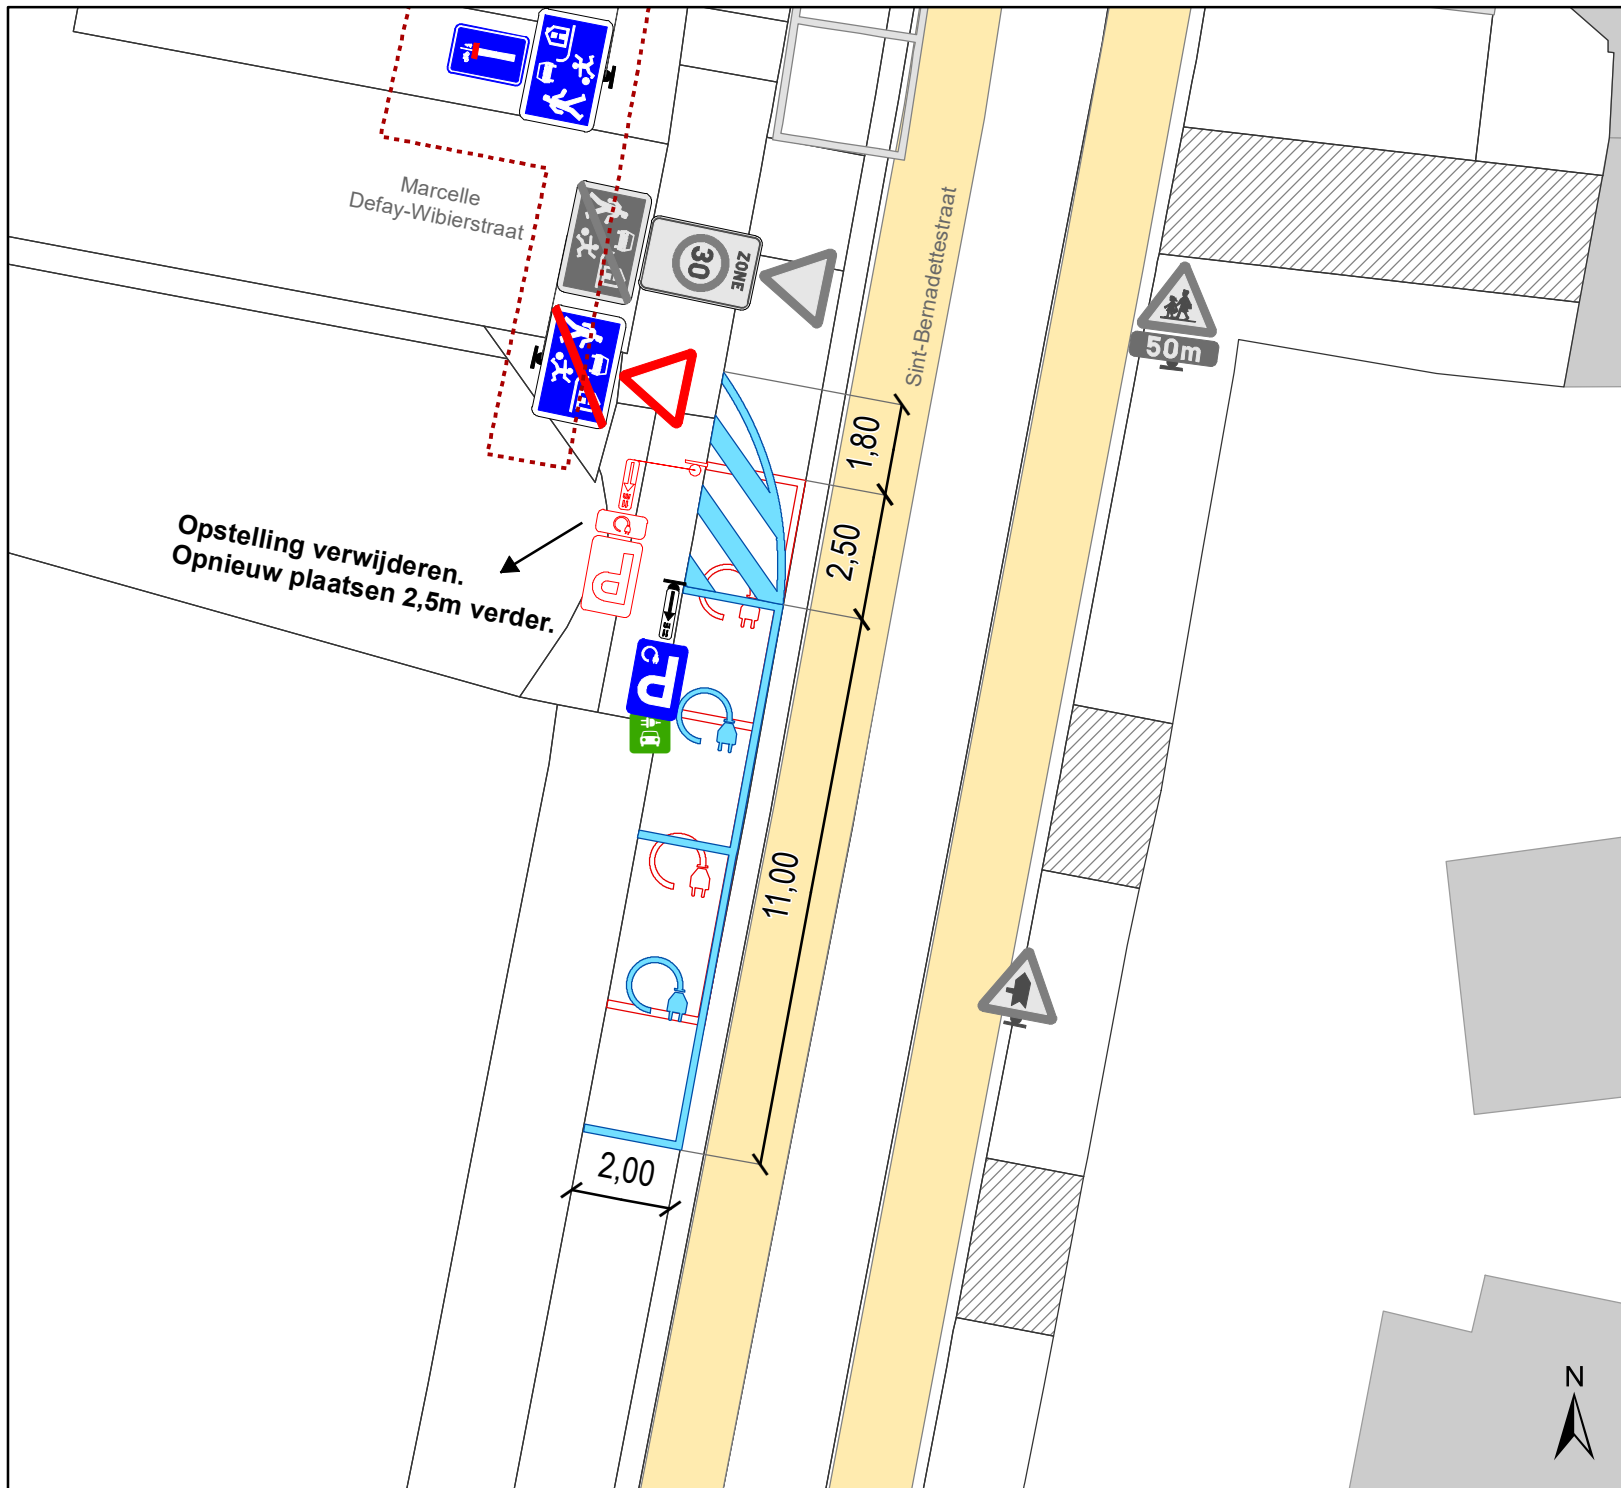 Marcelle
Defay-Wibierstraat
30
ZONE
Sint-Bernadettestraat
50m
1,80
2,50
Opstelling verwijderen.
Opnieuw plaatsen 2,5m verder.
P
P
11,00
2,00
N